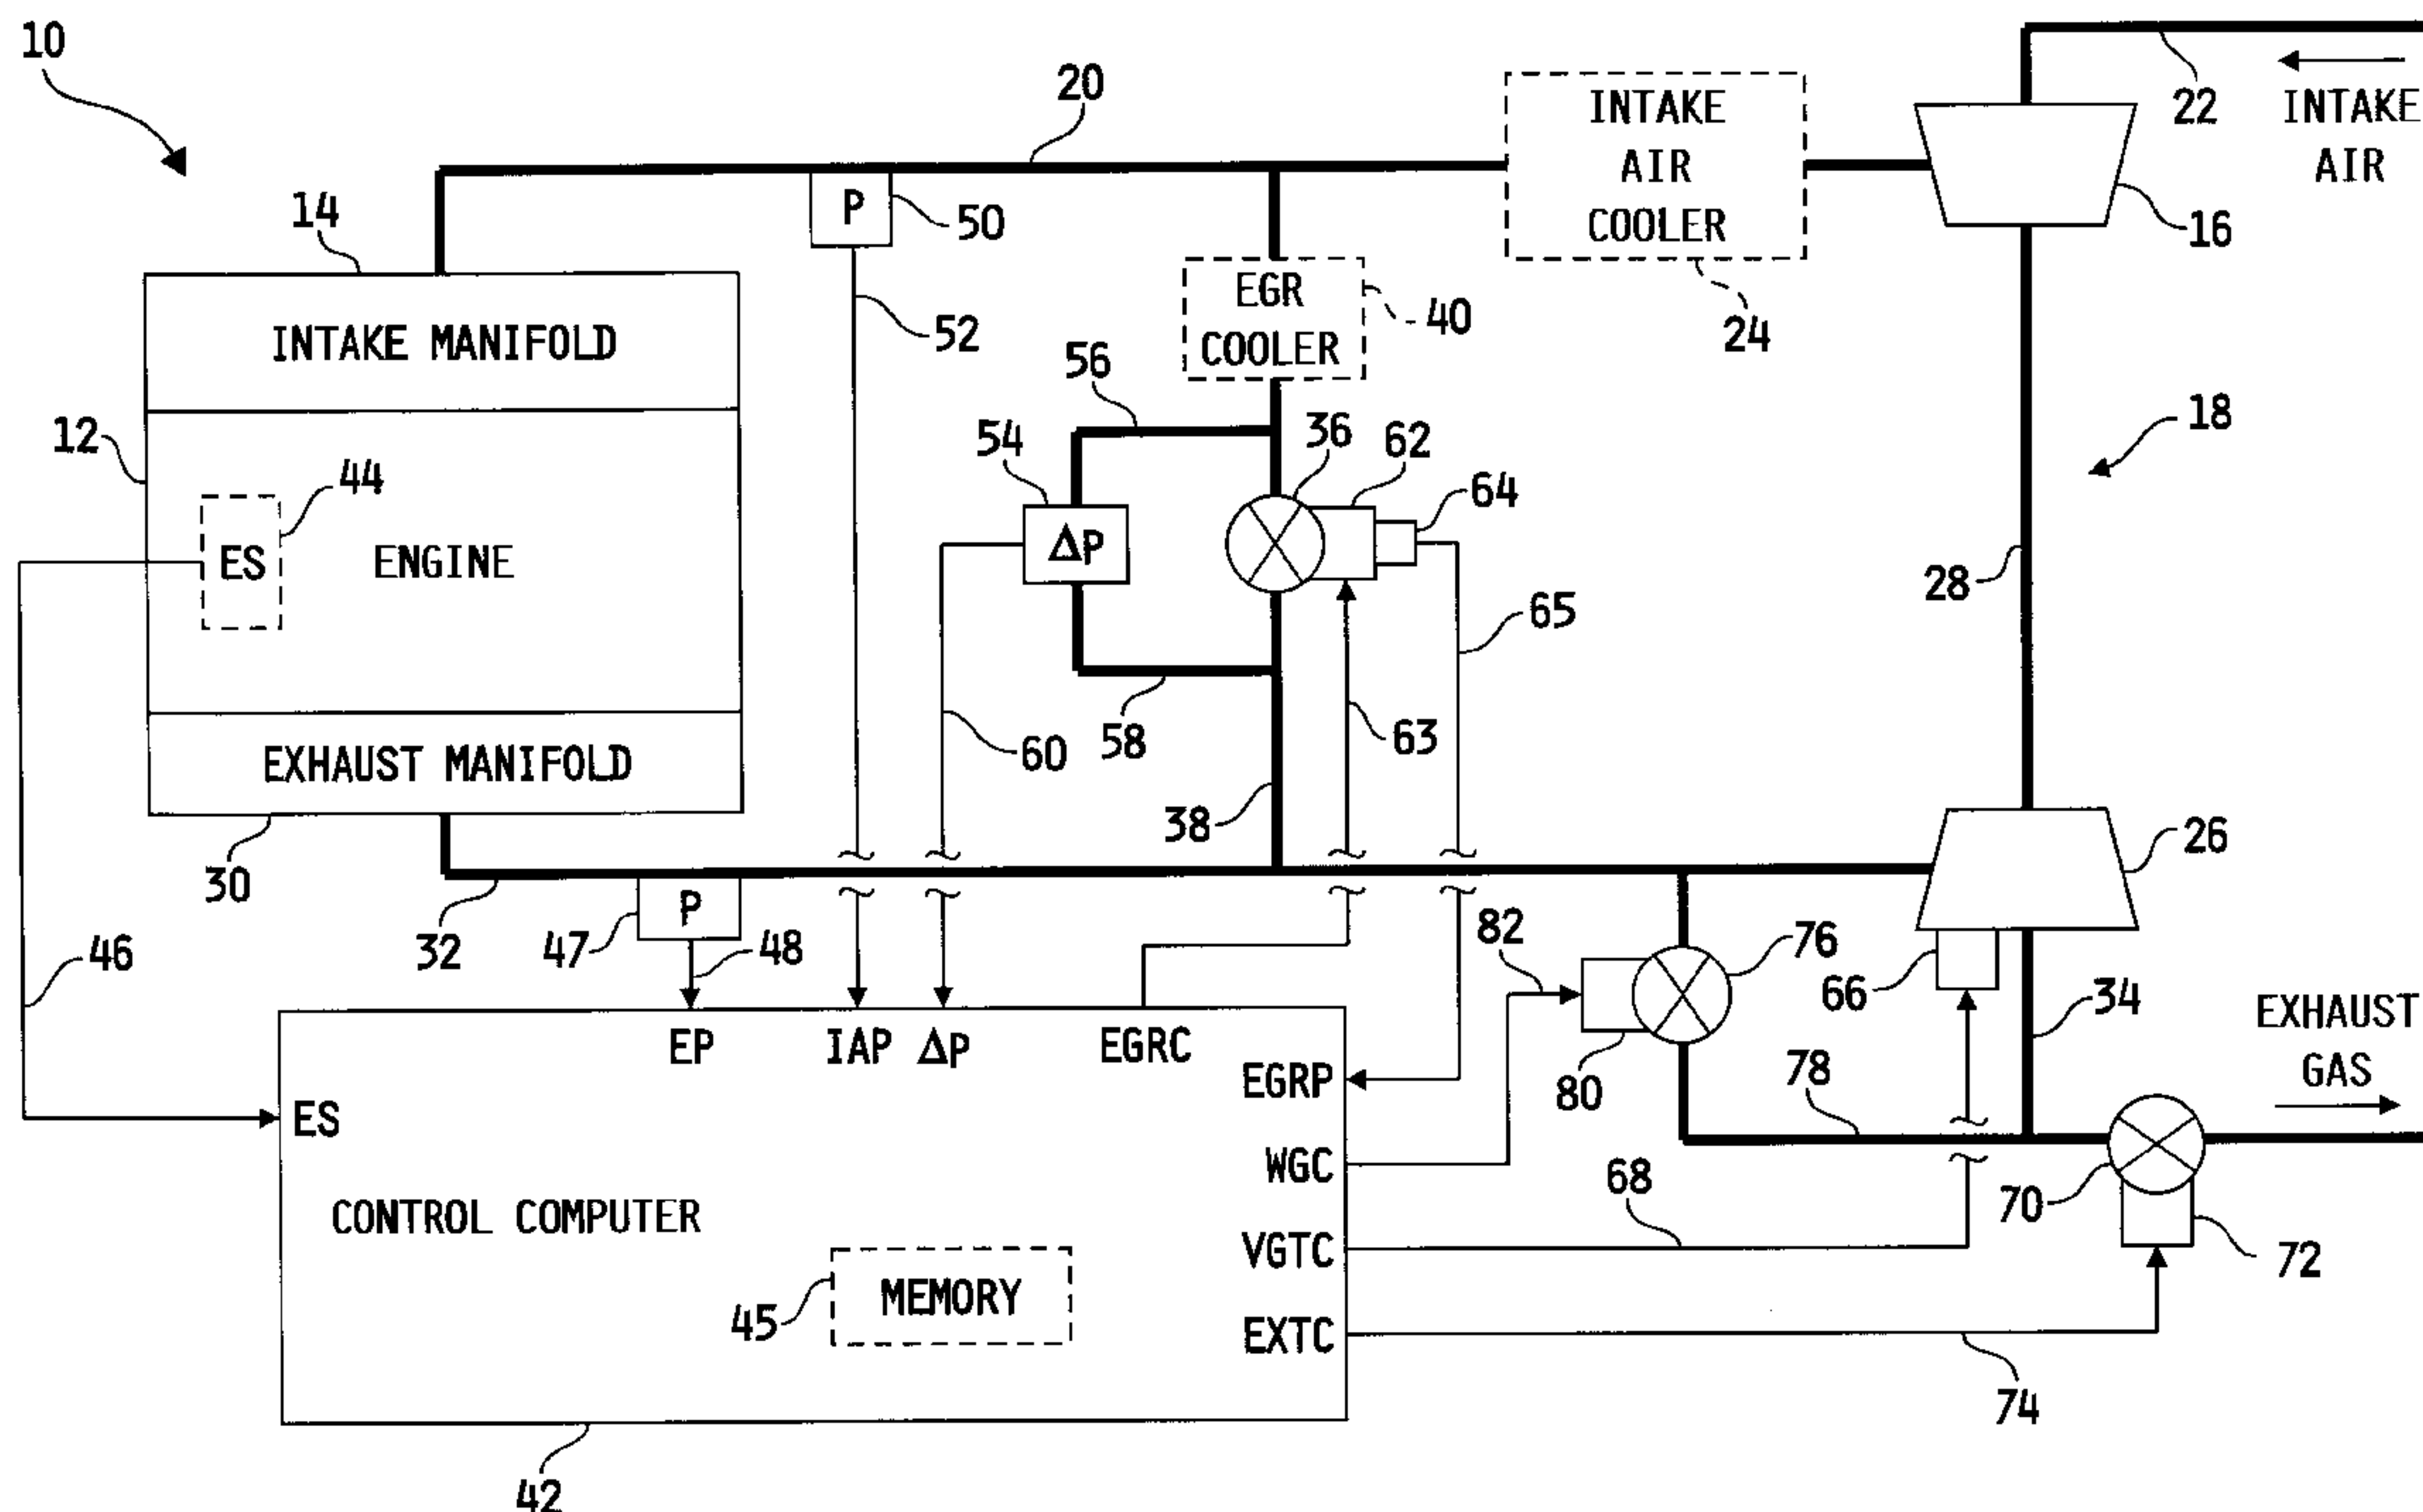 10
20
22
INTAKE
AIR
INTAKE
AIR
COOLER
24
16
14
P
50
52
EGR
COOLER
40
INTAKE MANIFOLD
12
44
ES
ENGINE
56
54
ΔP
36
62
64
18
28
65
63
60
58
38
EXHAUST MANIFOLD
30
32
26
46
47
P
48
82
76
66
34
EXHAUST
GAS
80
78
EP
IAP
ΔP
EGRC
EGRP
ES
WGC
CONTROL COMPUTER
VGTC
68
70
72
45
MEMORY
EXTC
74
42